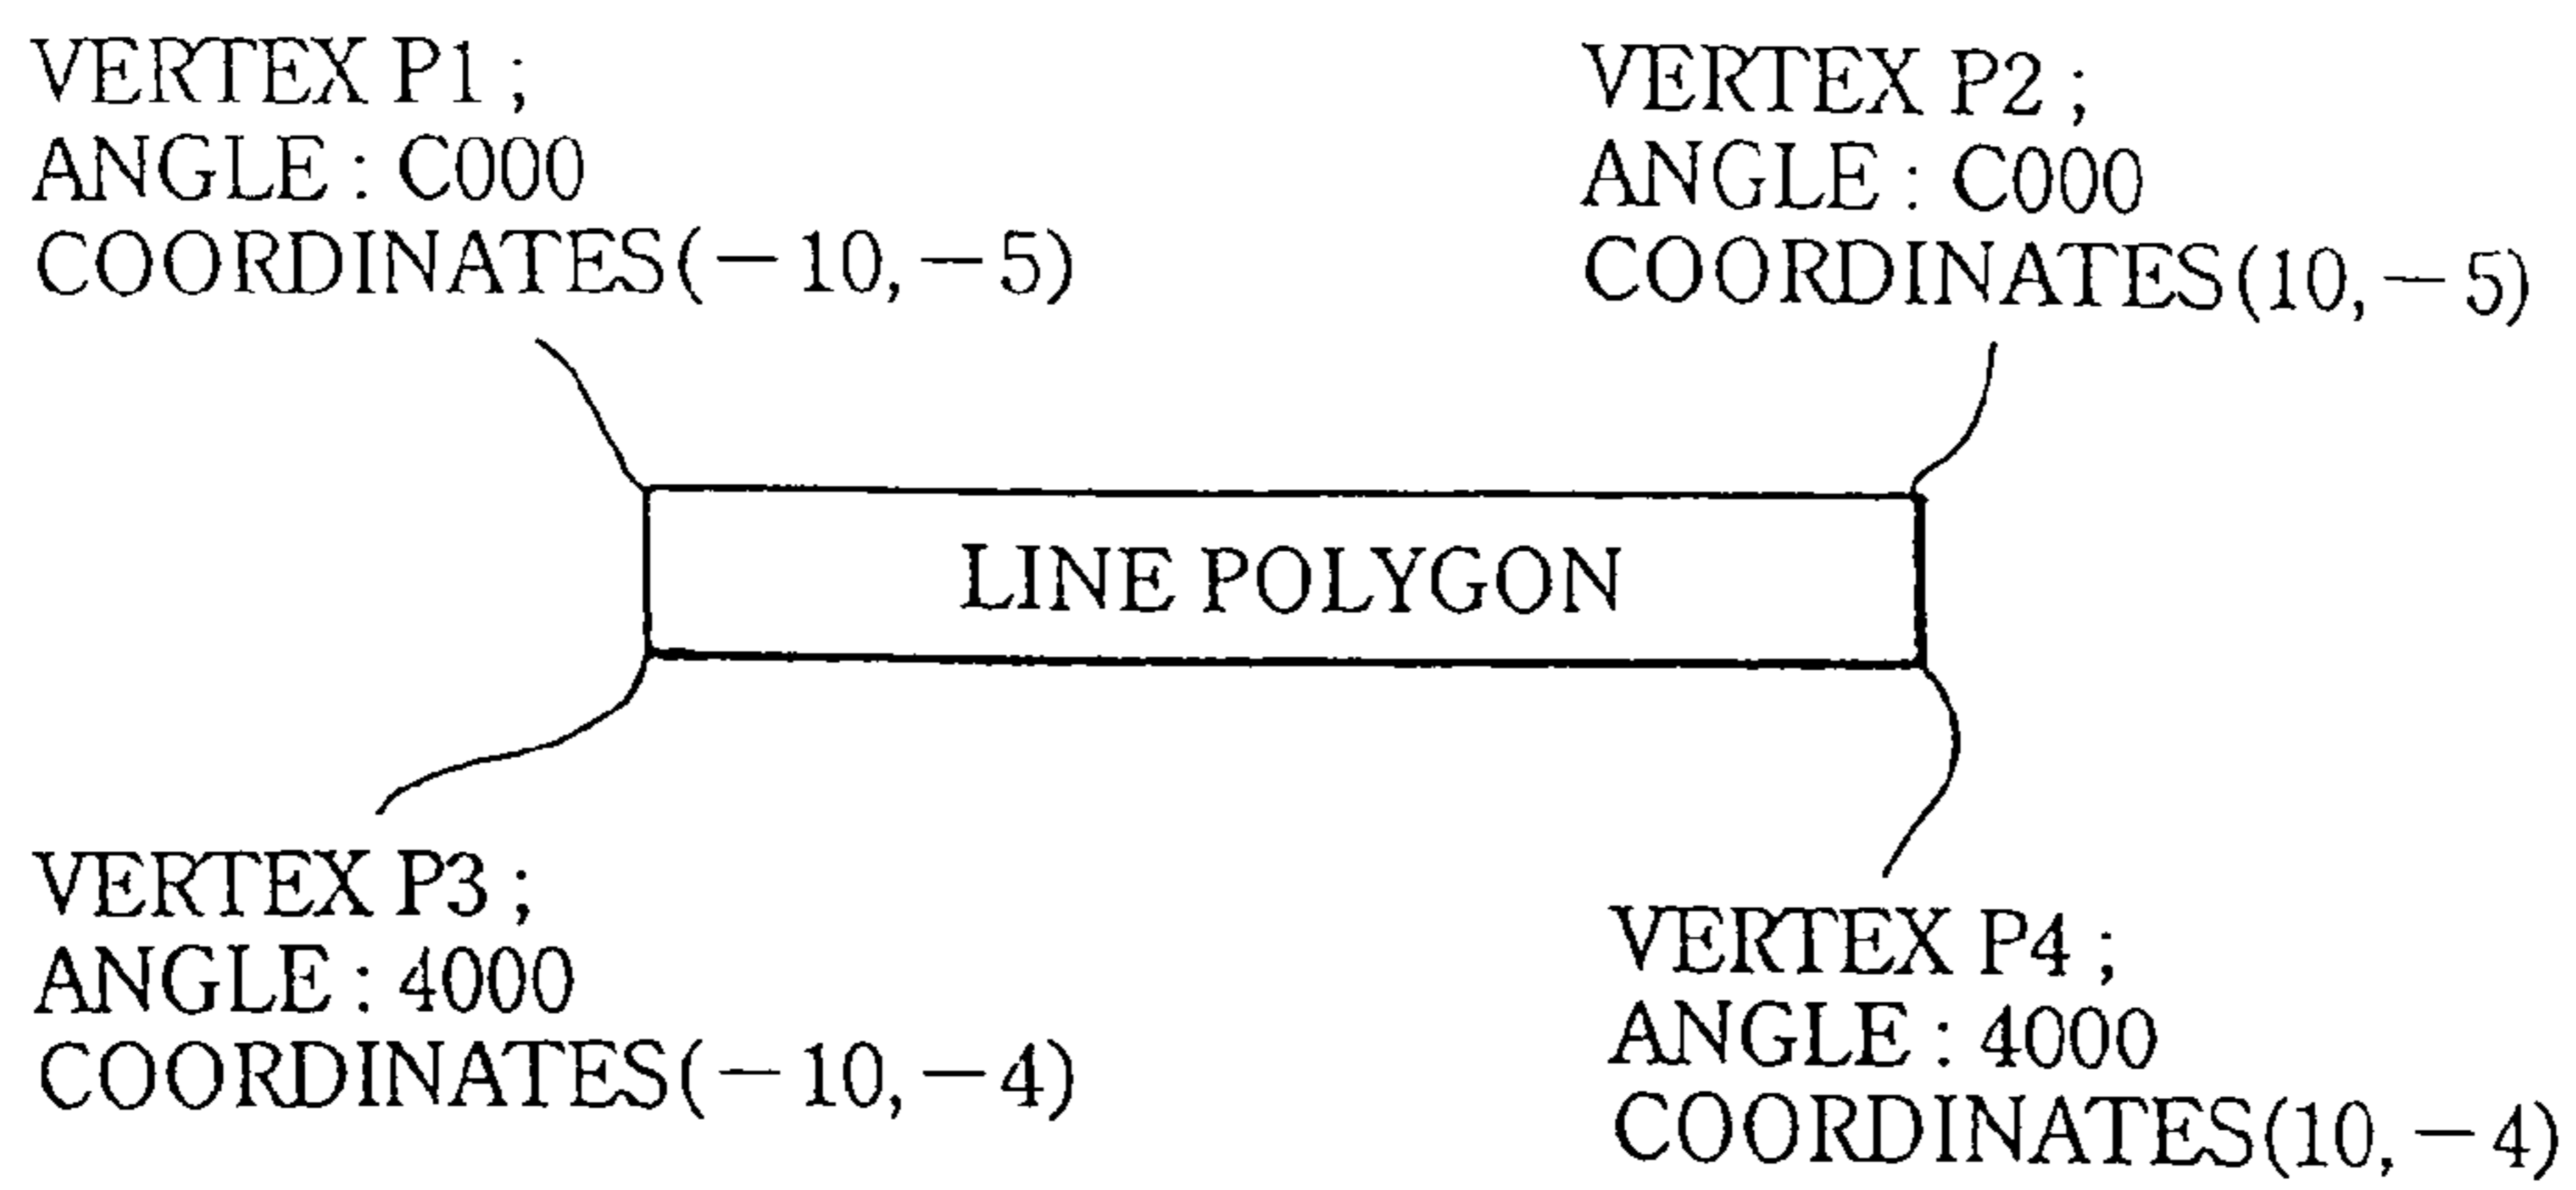 VERTEX P1 ;
ANGLE : C000
COORDINATES(－10,－5)
VERTEX P2 ;
ANGLE : C000
COORDINATES(10,－5)
LINE POLYGON
VERTEX P3 ;
ANGLE : 4000
COORDINATES(－10,－4)
VERTEX P4 ;
ANGLE : 4000
COORDINATES(10,－4)